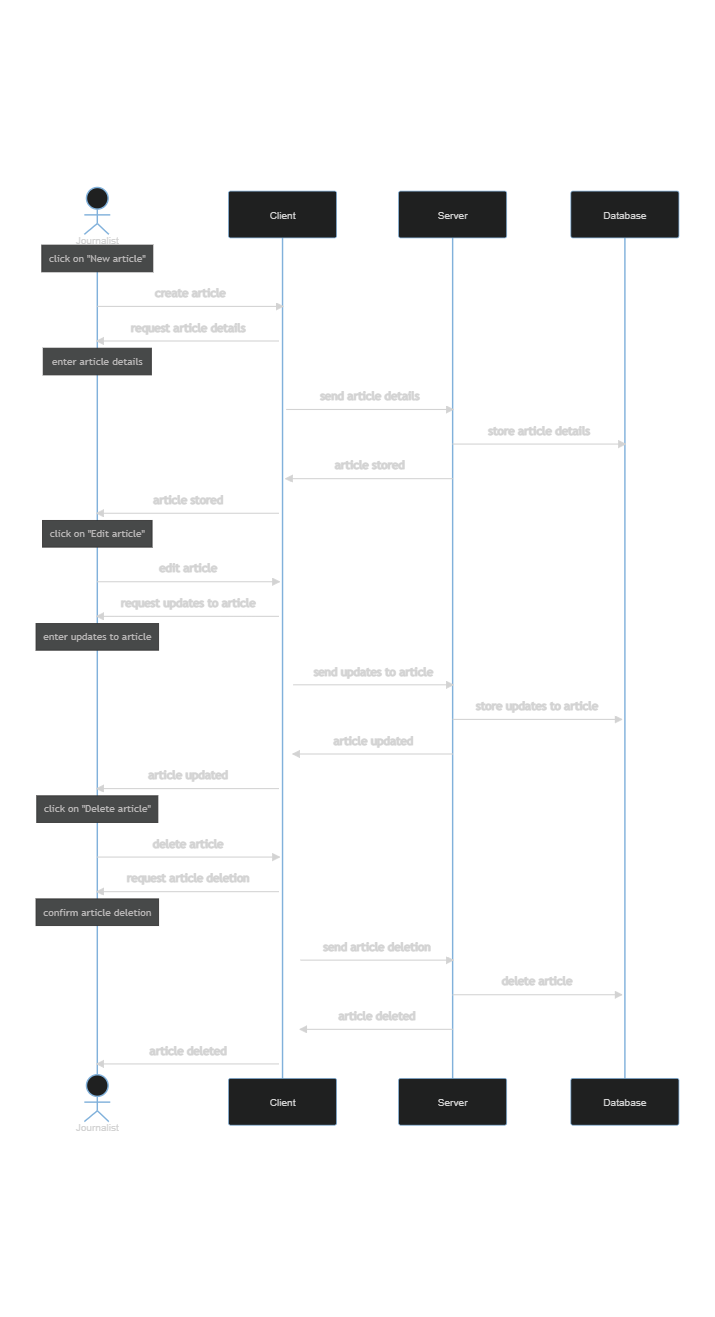 Client
Server
Database
Journalist
click on "New article"
create article
request article details
enter article details
send article details
store article details
article stored
article stored
click on "Edit article"
edit article
request updates to article
enter updates to article
send updates to article
store updates to article
article updated
article updated
click on "Delete article"
delete article
request article deletion
confirm article deletion
send article deletion
delete article
article deleted
article deleted
Client
Server
Database
Journalist